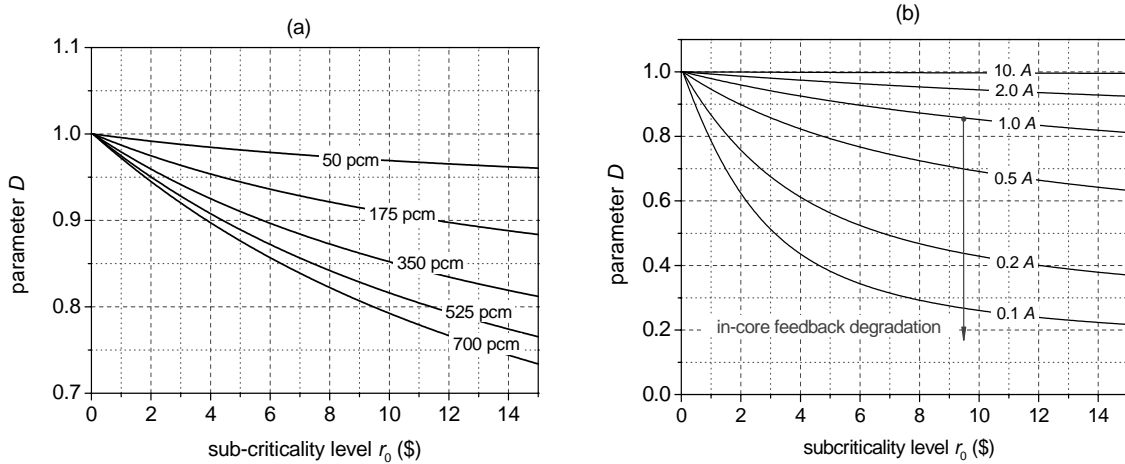 (a)
1.1
1.0
0.9
0.8
0.7
parameter D
50 pcm
175 pcm
350 pcm
525 pcm
700 pcm
0 2 4 6 8 10 12 14
sub-criticality level r0 ($)
(b)
1.0
0.8
0.6
0.4
0.2
0.0
parameter D
10. A
2.0 A
1.0 A
0.5 A
0.2 A
0.1 A
in-core feedback degradation
0 2 4 6 8 10 12 14
subcriticality level r0 ($)